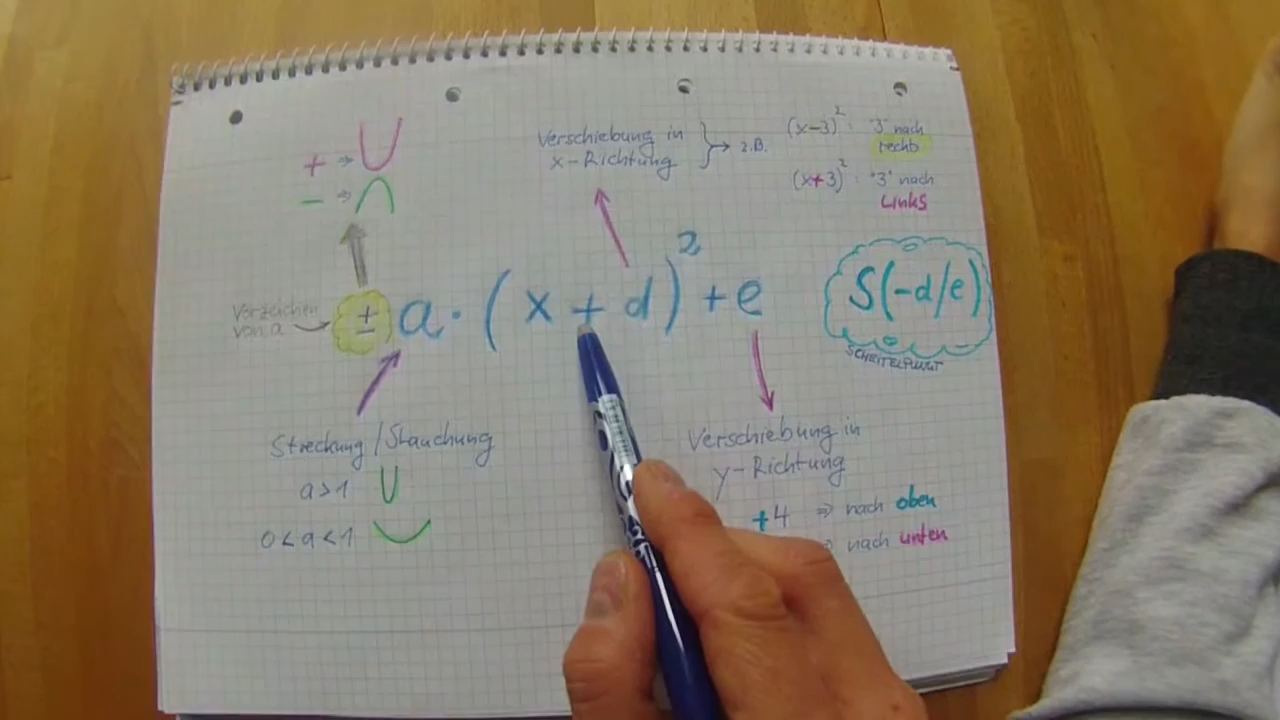 + ⇒
− ⇒
Verschiebung in
x-Richtung
z.B.
(x−3)² : "3" nach
rechts
(x+3)² : "3" nach
Links
Vorzeichen
von a
± a · (x + d)² + e
S(-d/e)
SCHEITELPUNKT
Streckung/Stauchung
a>1
0<a<1
Verschiebung in
y-Richtung
+4 ⇒ nach oben
⇒ nach unten